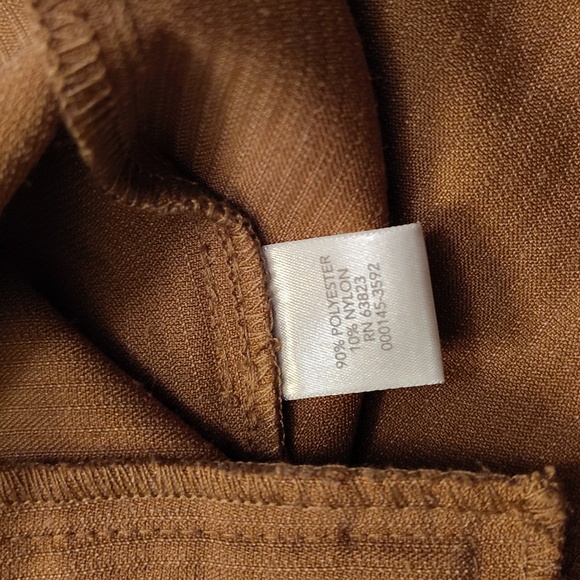 90% POLYESTER
10% NYLON
RN 63823
000145-3592